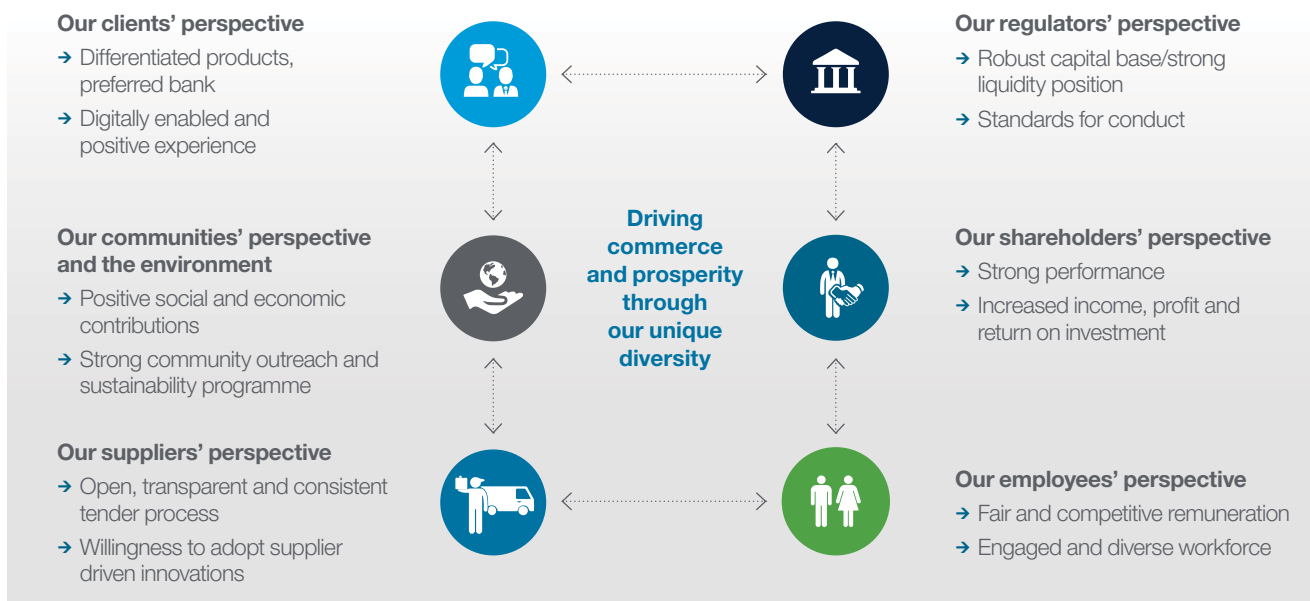 Our clients’ perspective
→ Differentiated products,
preferred bank
→ Digitally enabled and
positive experience
Our communities’ perspective
and the environment
→ Positive social and economic
contributions
→ Strong community outreach and
sustainability programme
Our suppliers’ perspective
→ Open, transparent and consistent
tender process
→ Willingness to adopt supplier
driven innovations
Driving
commerce
and prosperity
through
our unique
diversity
Our regulators’ perspective
→ Robust capital base/strong
liquidity position
→ Standards for conduct
Our shareholders’ perspective
→ Strong performance
→ Increased income, profit and
return on investment
Our employees’ perspective
→ Fair and competitive remuneration
→ Engaged and diverse workforce